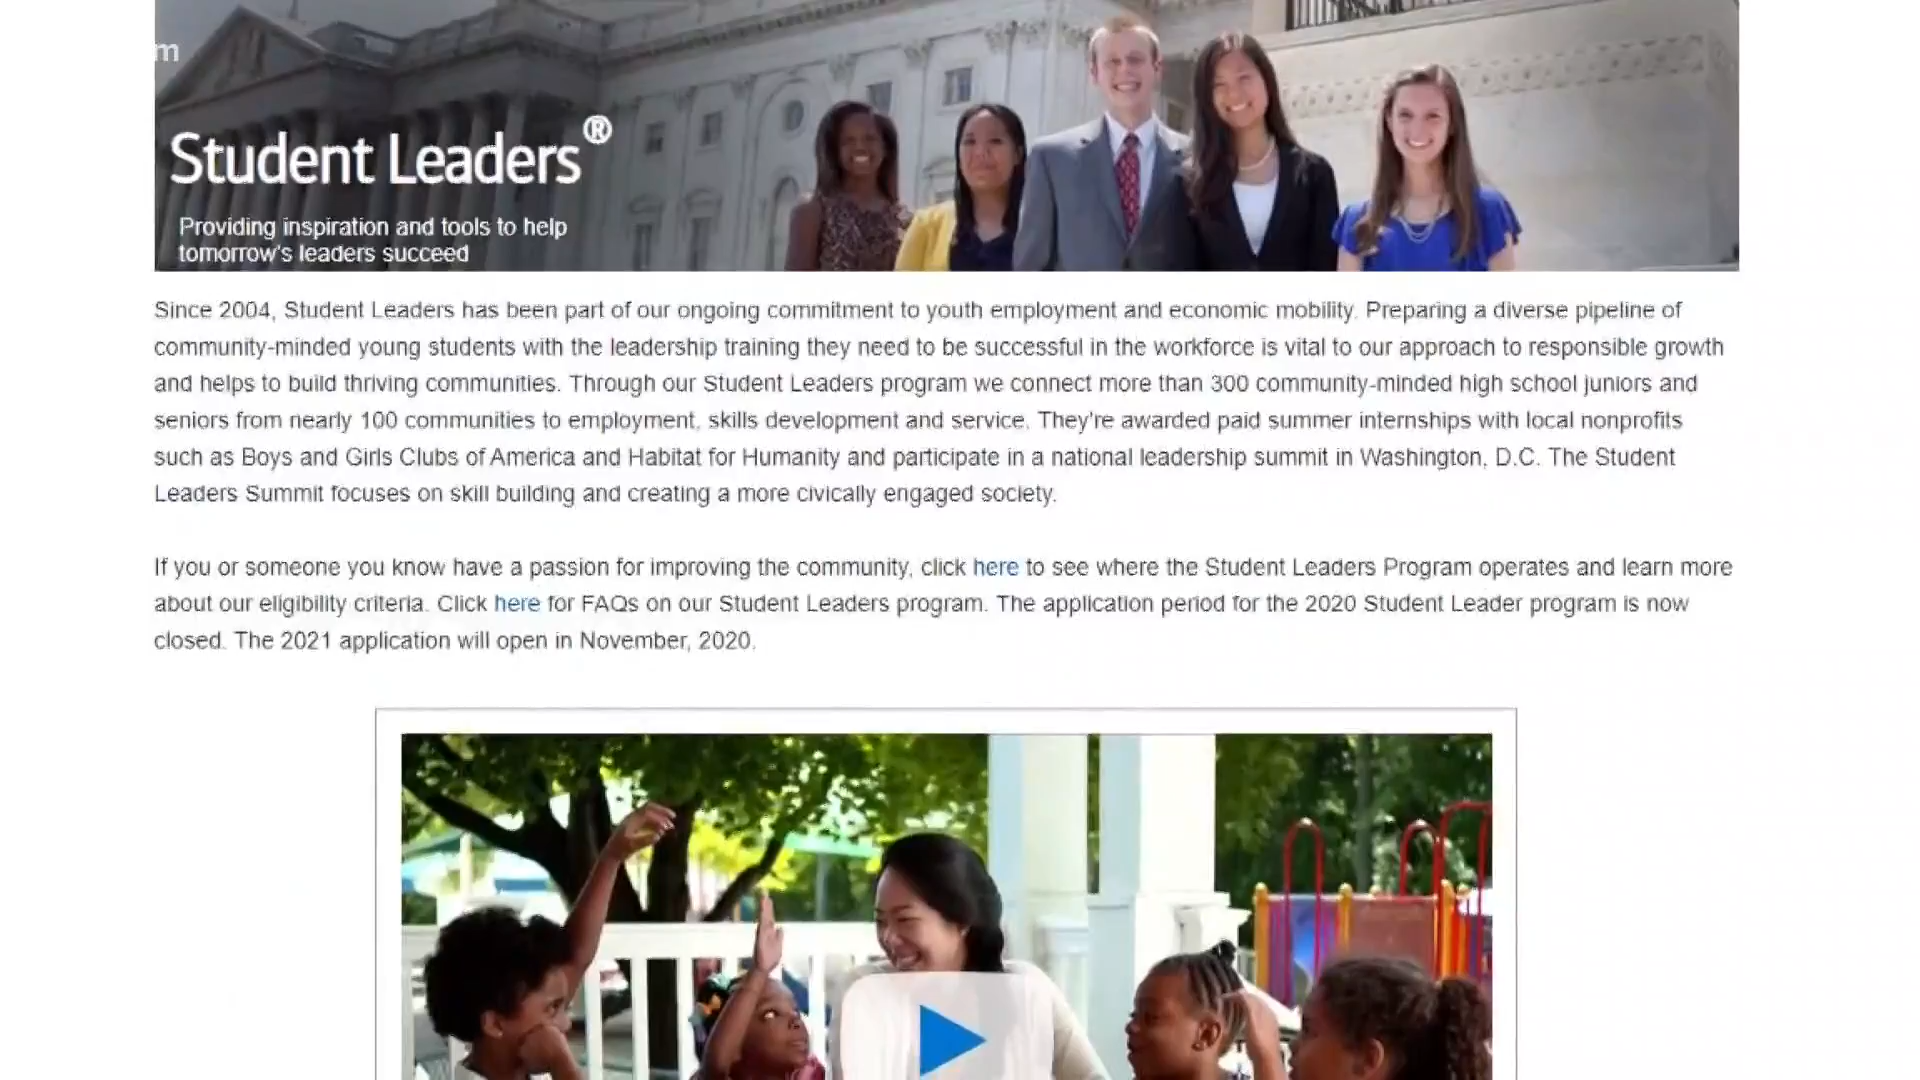 m
Student Leaders®
Providing inspiration and tools to help
tomorrow's leaders succeed
Since 2004, Student Leaders has been part of our ongoing commitment to youth employment and economic mobility. Preparing a diverse pipeline of
community-minded young students with the leadership training they need to be successful in the workforce is vital to our approach to responsible growth
and helps to build thriving communities. Through our Student Leaders program we connect more than 300 community-minded high school juniors and
seniors from nearly 100 communities to employment, skills development and service. They're awarded paid summer internships with local nonprofits
such as Boys and Girls Clubs of America and Habitat for Humanity and participate in a national leadership summit in Washington, D.C. The Student
Leaders Summit focuses on skill building and creating a more civically engaged society.
If you or someone you know have a passion for improving the community, click here to see where the Student Leaders Program operates and learn more
about our eligibility criteria. Click here for FAQs on our Student Leaders program. The application period for the 2020 Student Leader program is now
closed. The 2021 application will open in November, 2020.